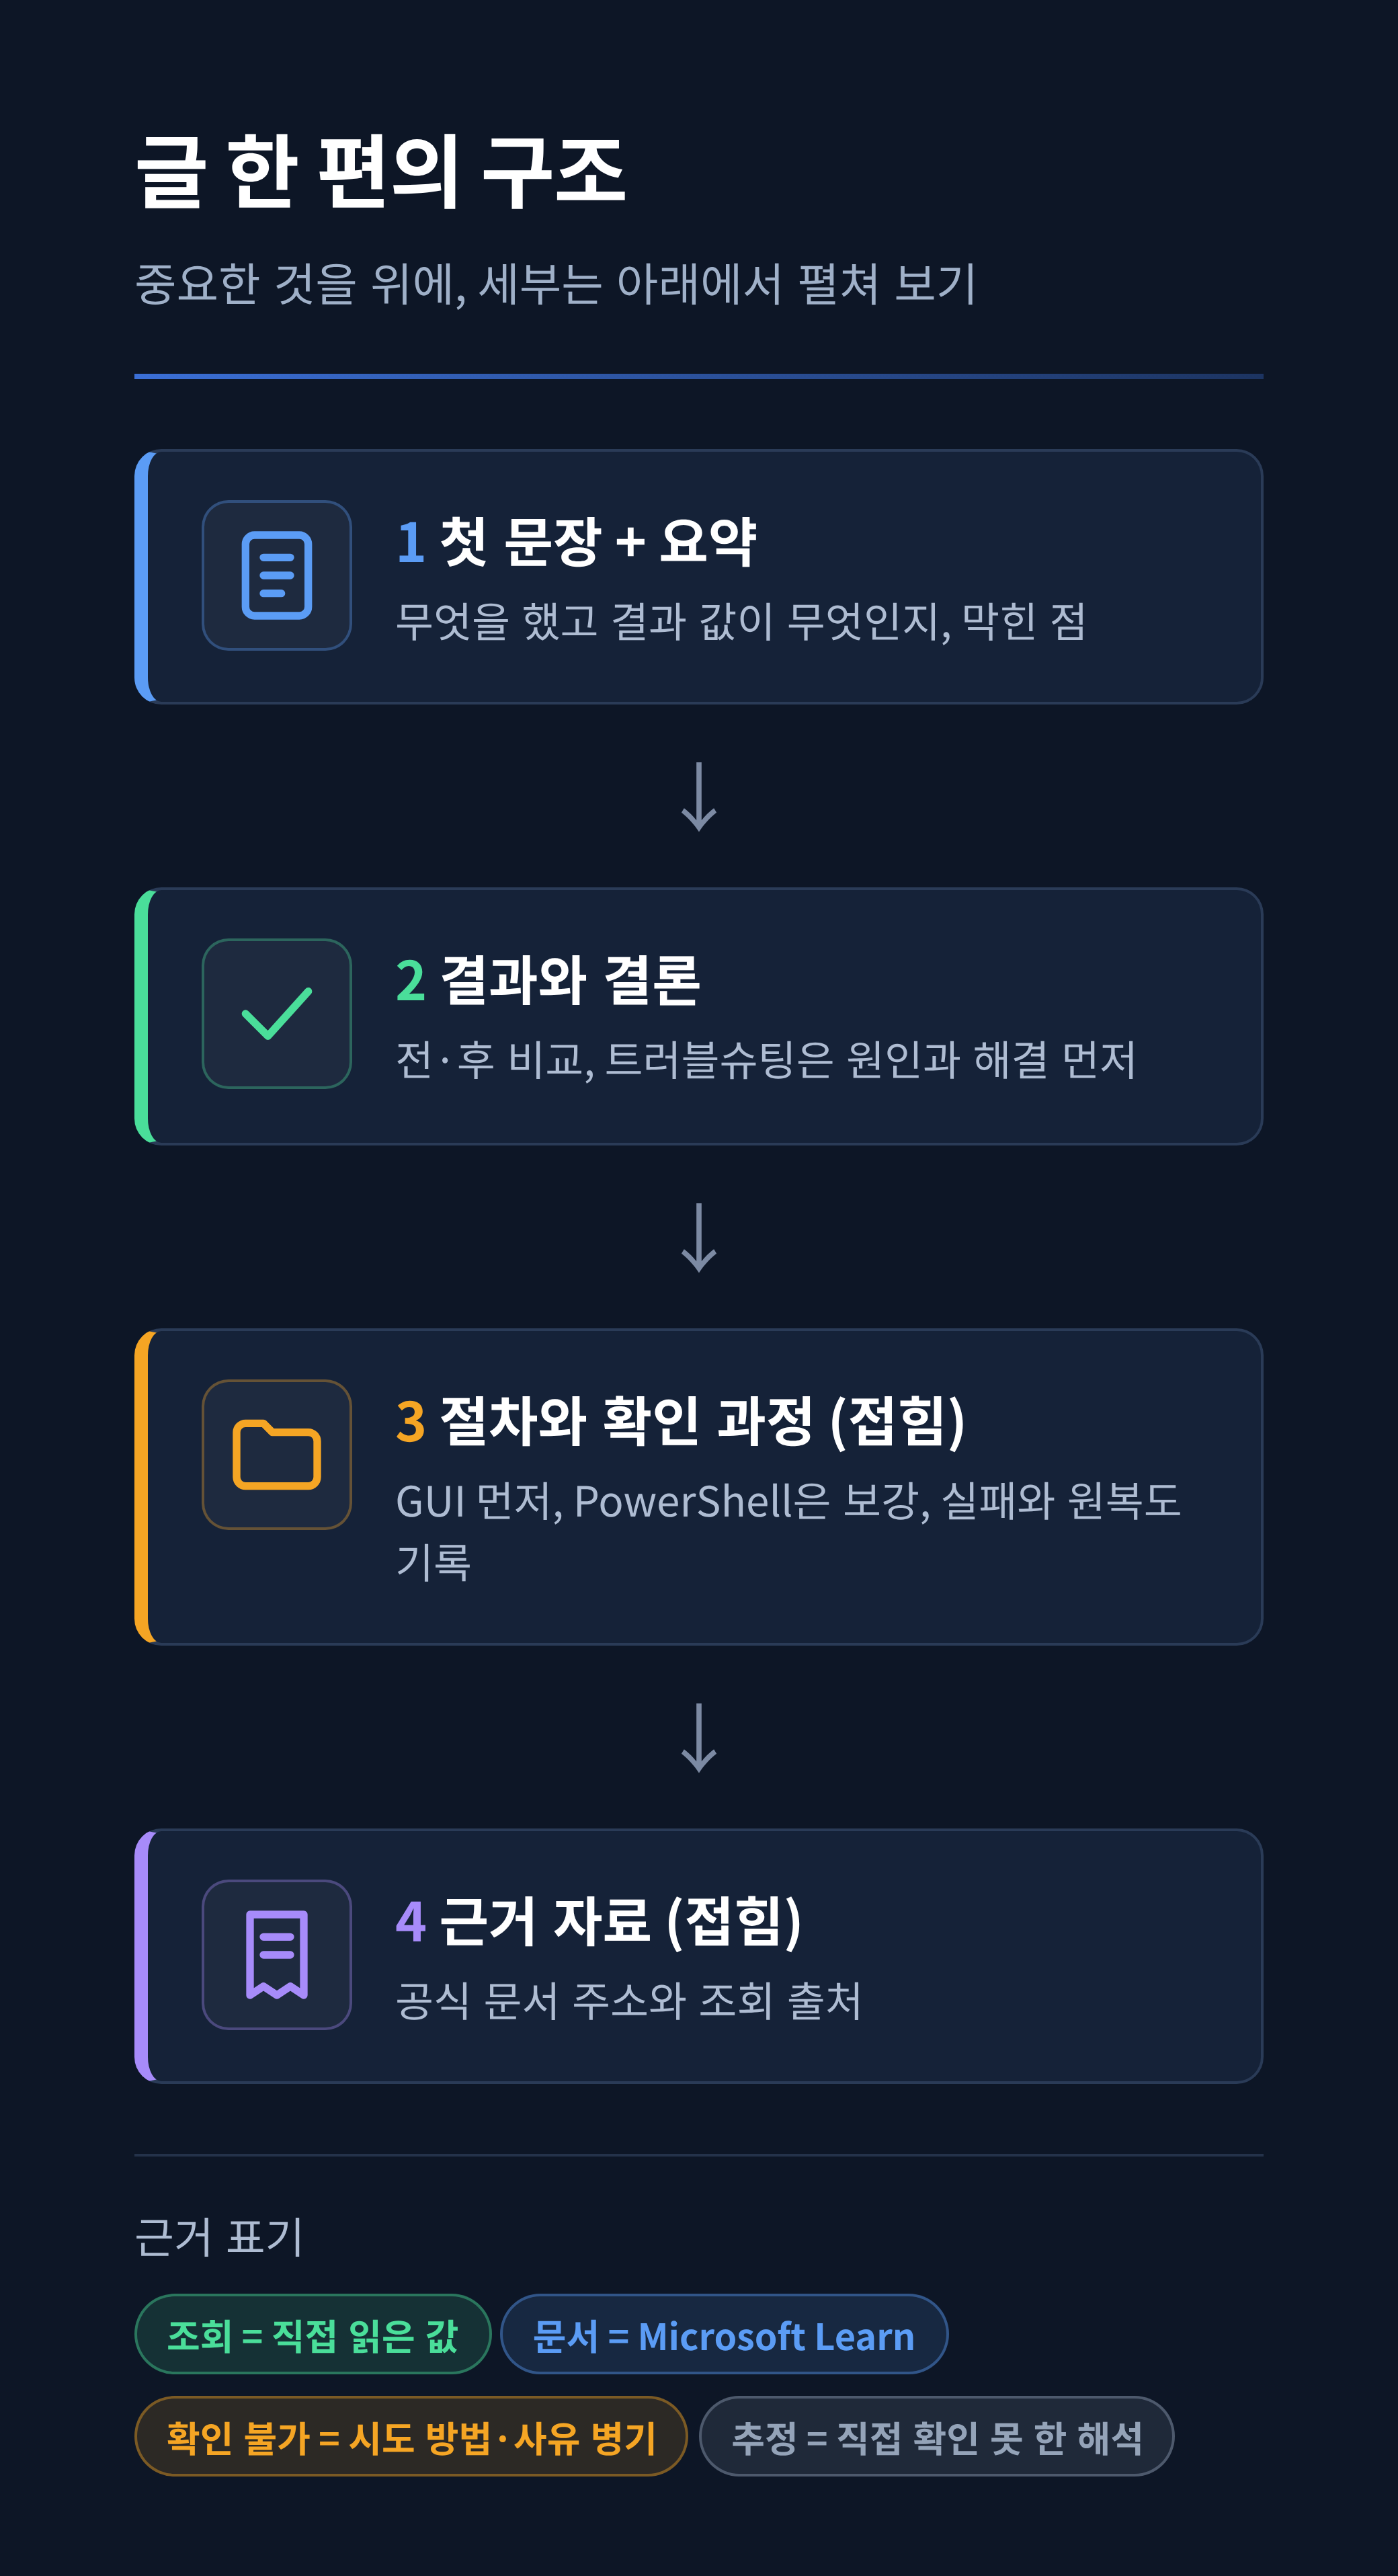 글 한 편의 구조
중요한 것을 위에, 세부는 아래에서 펼쳐 보기
1 첫 문장 + 요약
무엇을 했고 결과 값이 무엇인지, 막힌 점
↓
2 결과와 결론
전·후 비교, 트러블슈팅은 원인과 해결 먼저
↓
3 절차와 확인 과정 (접힘)
GUI 먼저, PowerShell은 보강, 실패와 원복도
기록
↓
4 근거 자료 (접힘)
공식 문서 주소와 조회 출처
근거 표기
조회 = 직접 읽은 값 문서 = Microsoft Learn
확인 불가 = 시도 방법·사유 병기 추정 = 직접 확인 못 한 해석